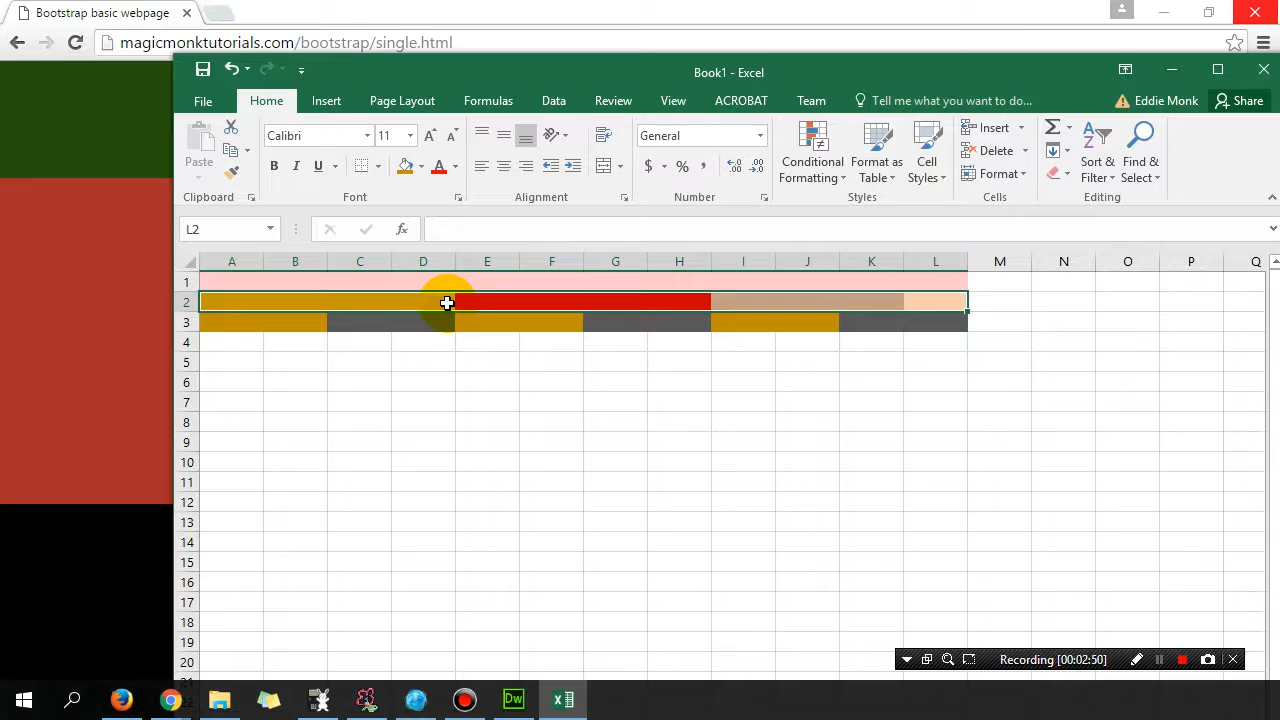 Bootstrap basic webpage
magicmonktutorials.com/bootstrap/single.html
Book1 - Excel
File Home Insert Page Layout Formulas Data Review View ACROBAT Team Tell me what you want to do... Eddie Monk Share
Calibri 11 General Insert
Paste B I U A $ % , Conditional Formatting Format as Table Cell Styles Delete Sort & Filter Find & Select
Format
Clipboard Font Alignment Number Styles Cells Editing
L2 fx
A B C D E F G H I J K L M N O P Q
1
2
3
4
5
6
7
8
9
10
11
12
13
14
15
16
17
18
19
20
Recording [00:02:50]
Dw